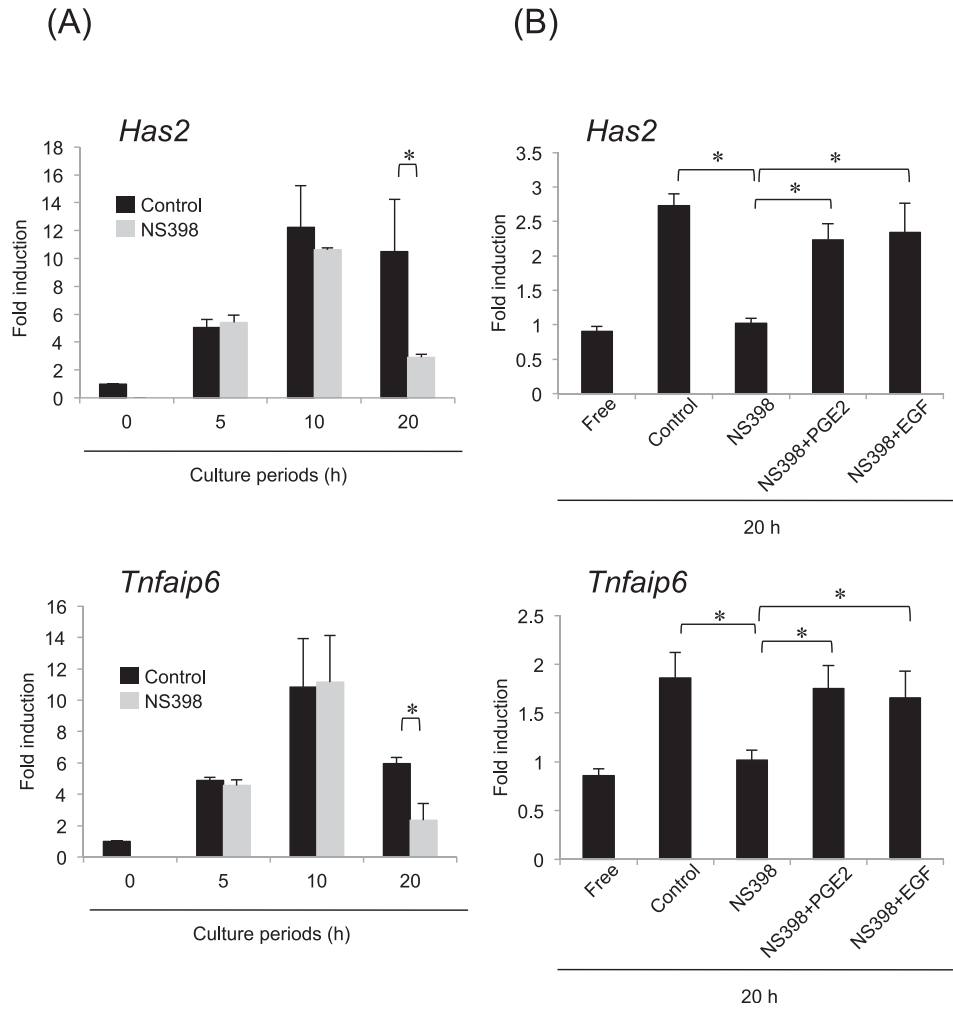 (A)
Has2
18
16
14
12
10
8
6
4
2
0
Fold induction
Control
NS398
*
0 5 10 20
Culture periods (h)
Tnfaip6
16
14
12
10
8
6
4
2
0
Fold induction
Control
NS398
*
0 5 10 20
Culture periods (h)
(B)
Has2
3.5
3
2.5
2
1.5
1
0.5
0
Fold induction
* * *
Free Control NS398 NS398+PGE2 NS398+EGF
20 h
Tnfaip6
2.5
2
1.5
1
0.5
0
Fold induction
* * *
Free Control NS398 NS398+PGE2 NS398+EGF
20 h